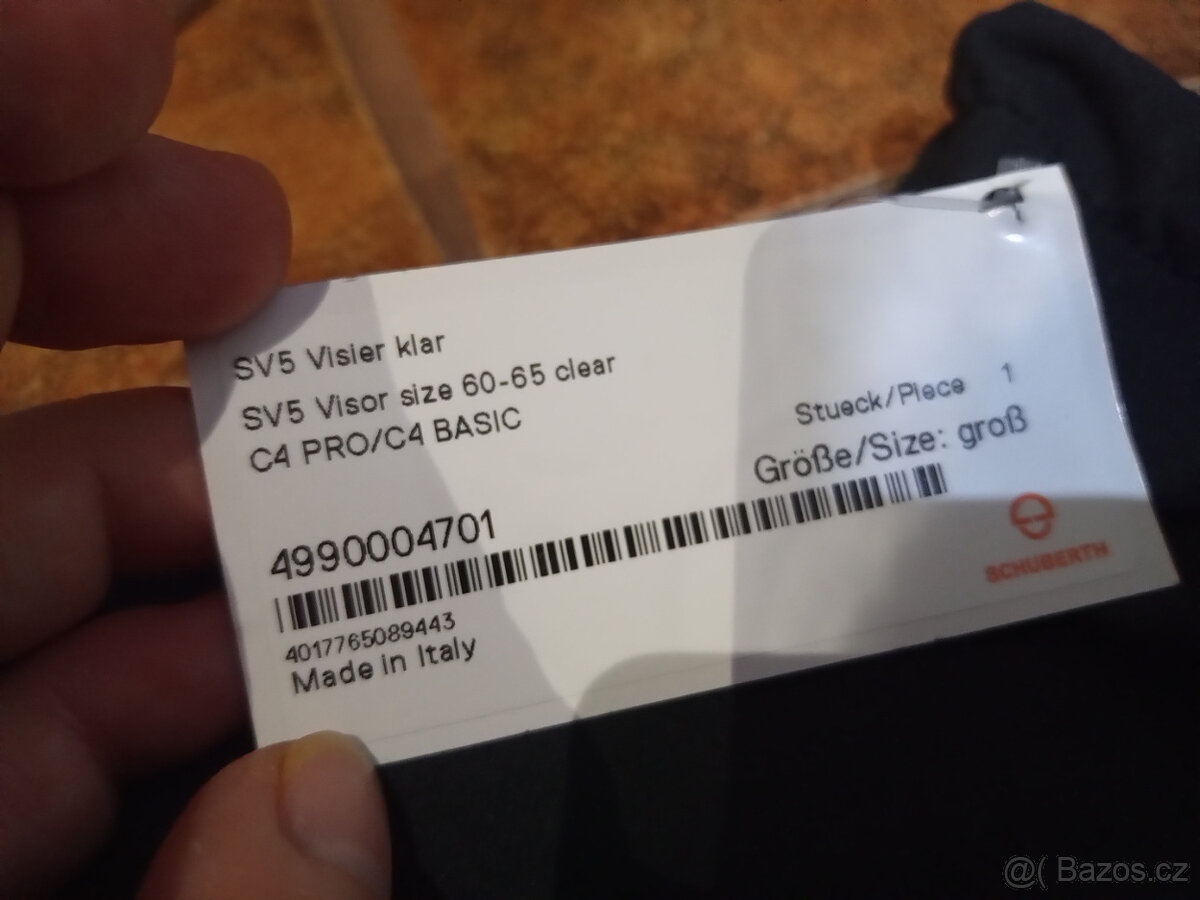 SV5 Visier klar
SV5 Visor size 60-65 clear
C4 PRO/C4 BASIC
Stueck/Piece 1
Größe/Size: groß
4990004701
4017765089443
Made in Italy
SCHUBERTH
@( Bazos.cz